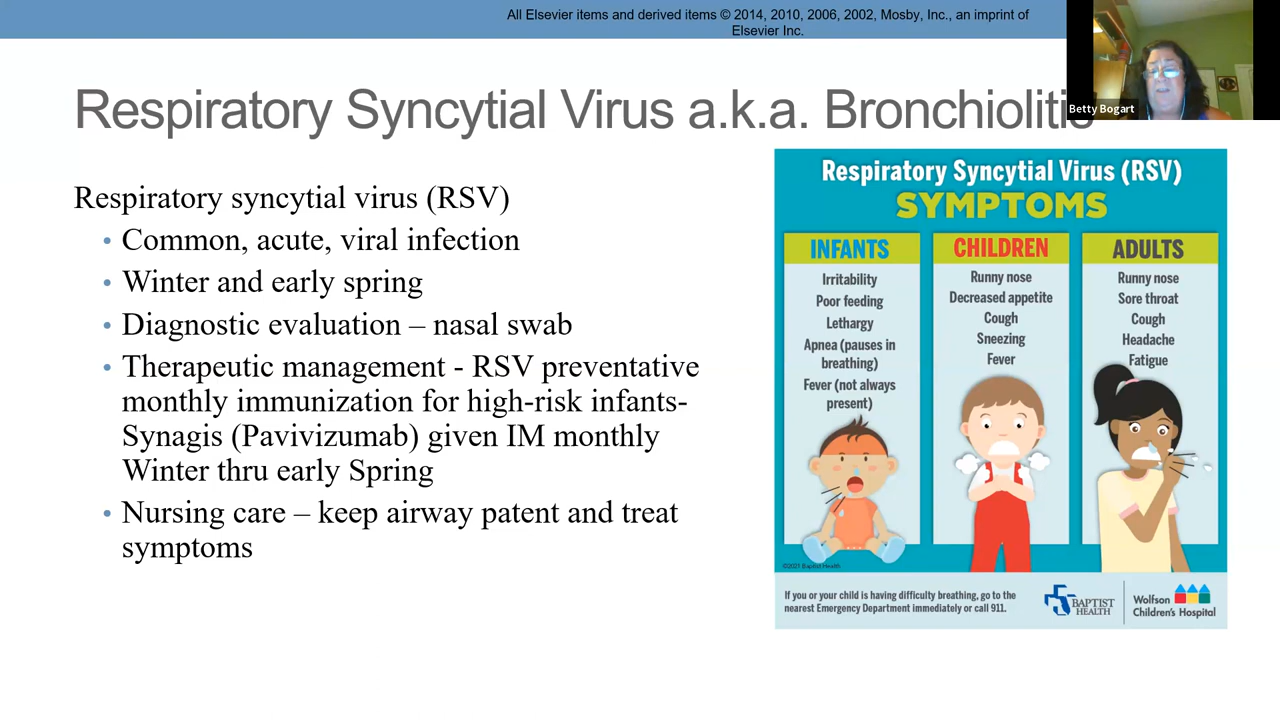 All Elsevier items and derived items © 2014, 2010, 2006, 2002, Mosby, Inc., an imprint of
Elsevier Inc.
Betty Bogart
Respiratory Syncytial Virus a.k.a. Bronchiolitis
Respiratory syncytial virus (RSV)
• Common, acute, viral infection
• Winter and early spring
• Diagnostic evaluation – nasal swab
• Therapeutic management - RSV preventative
monthly immunization for high-risk infants-
Synagis (Pavivizumab) given IM monthly
Winter thru early Spring
• Nursing care – keep airway patent and treat
symptoms
Respiratory Syncytial Virus (RSV)
SYMPTOMS
INFANTS
Irritability
Poor feeding
Lethargy
Apnea (pauses in
breathing)
Fever (not always
present)
CHILDREN
Runny nose
Decreased appetite
Cough
Sneezing
Fever
ADULTS
Runny nose
Sore throat
Cough
Headache
Fatigue
©2021 Baptist Health
If you or your child is having difficulty breathing, go to the
nearest Emergency Department immediately or call 911.
BAPTIST
HEALTH
Wolfson
Children's Hospital